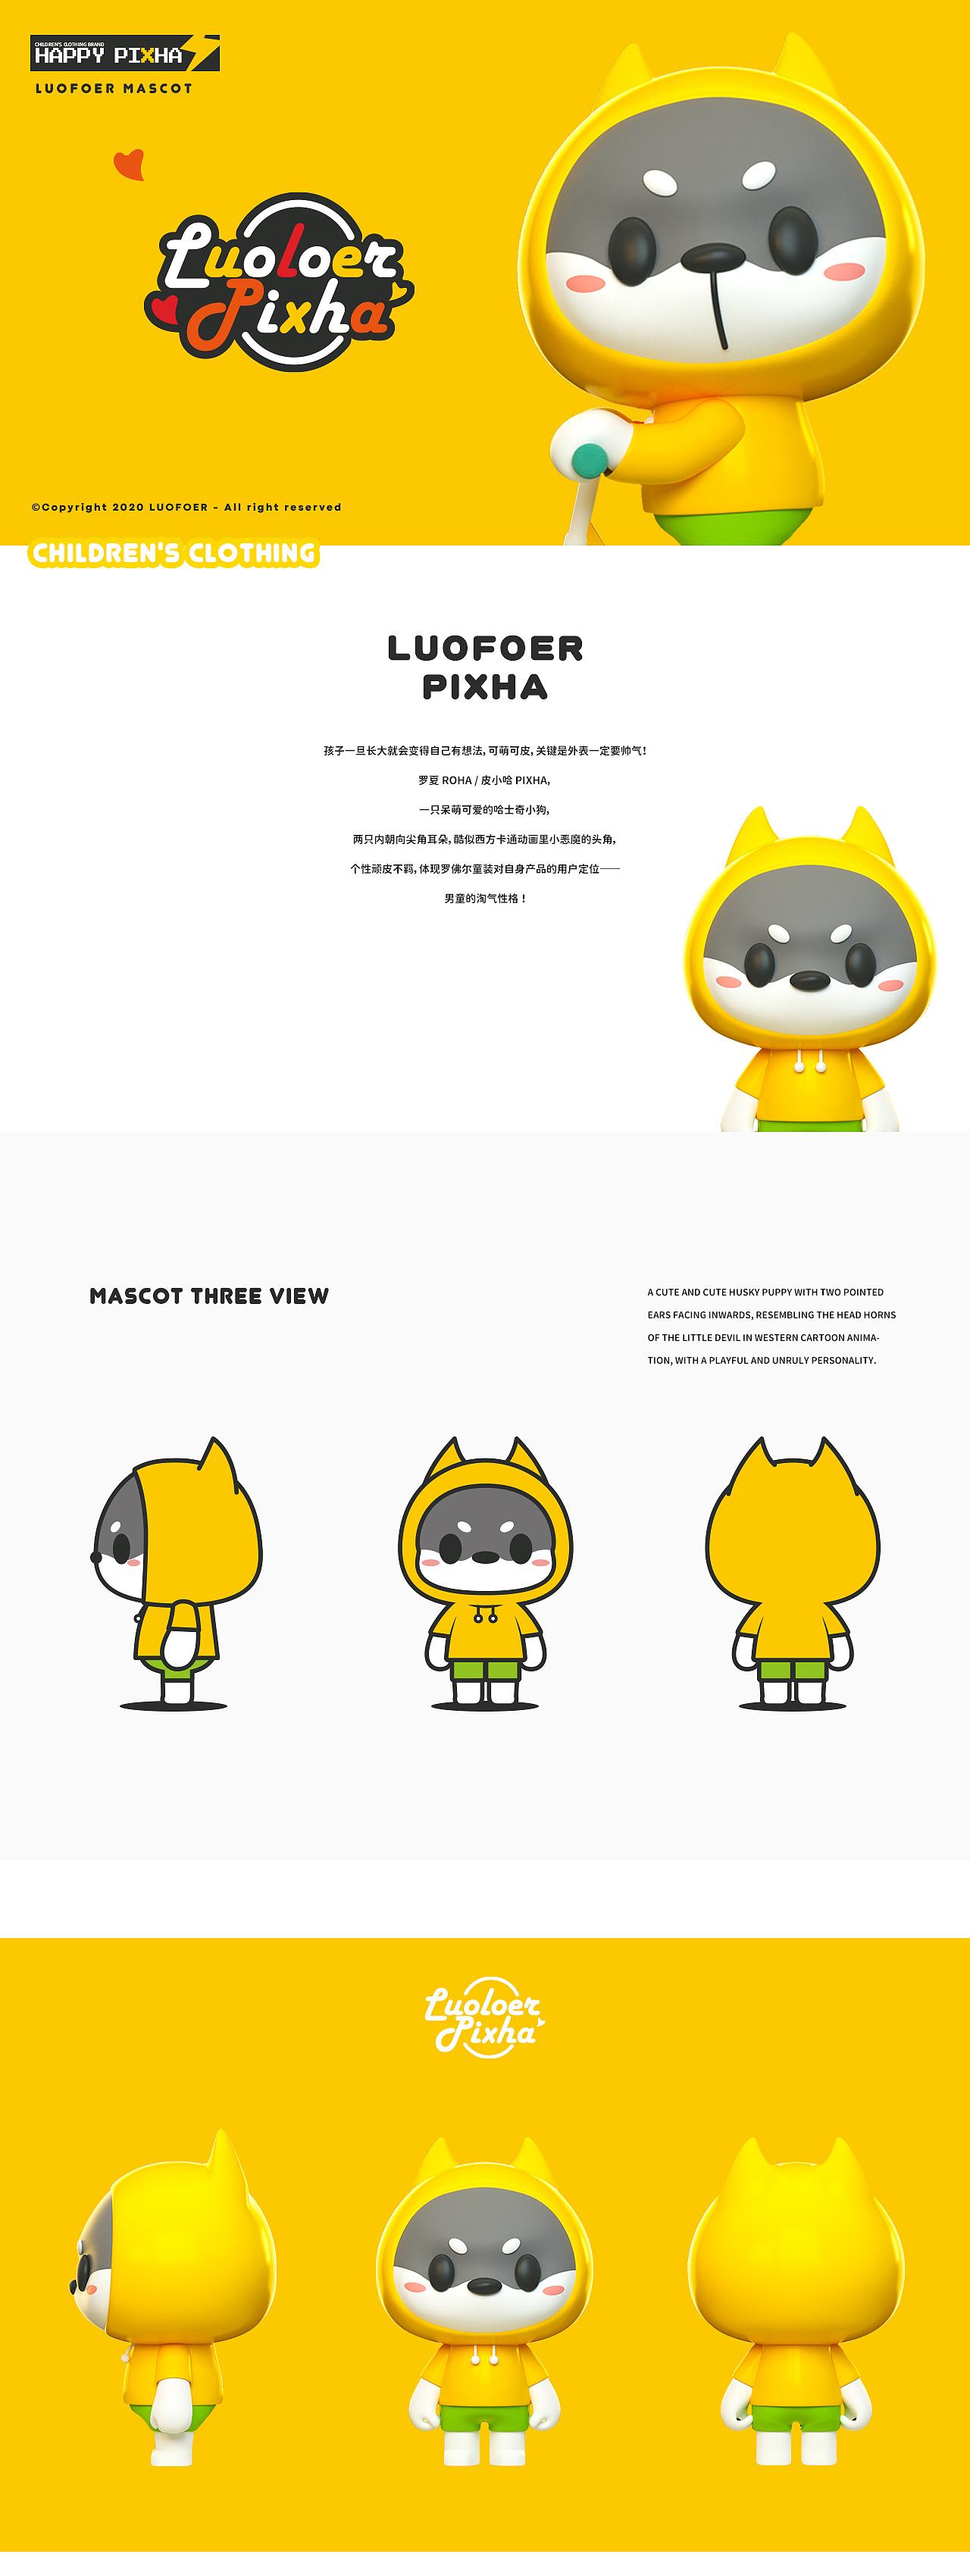 CHILDREN'S CLOTHING BRAND
HAPPY PIXHA
LUOFOER MASCOT
Luoloer
Pixha
©Copyright 2020 LUOFOER - All right reserved
CHILDREN'S CLOTHING
LUOFOER
PIXHA
孩子一旦长大就会变得自己有想法, 可萌可皮, 关键是外表一定要帅气!
罗夏 ROHA / 皮小哈 PIXHA,
一只呆萌可爱的哈士奇小狗,
两只内朝向尖角耳朵, 酷似西方卡通动画里小恶魔的头角,
个性顽皮不羁, 体现罗佛尔童装对自身产品的用户定位——
男童的淘气性格！
MASCOT THREE VIEW
A CUTE AND CUTE HUSKY PUPPY WITH TWO POINTED
EARS FACING INWARDS, RESEMBLING THE HEAD HORNS
OF THE LITTLE DEVIL IN WESTERN CARTOON ANIMA-
TION, WITH A PLAYFUL AND UNRULY PERSONALITY.
Luoloer
Pixha